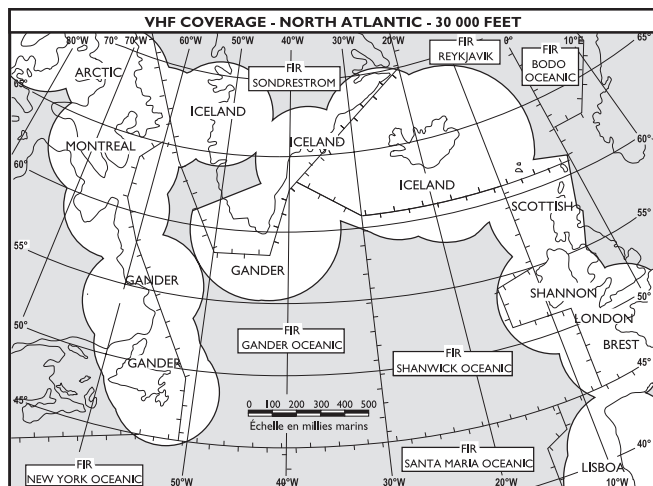 VHF COVERAGE - NORTH ATLANTIC - 30 000 FEET
80°W 70°W 70°W 60°W 50°W 40°W 20°W 0° 10°E 65°
FIR
SONDRESTROM
FIR
REYKJAVIK
FIR
BODO
OCEANIC
65°
ARCTIC
ICELAND
ICELAND
ICELAND
60°
MONTREAL
60°
SCOTTISH
55°
55°
GANDER
GANDER
SHANNON
LONDON
50°
50°
GANDER
FIR
GANDER OCEANIC
FIR
SHANWICK OCEANIC
BREST
45°
45°
0 100 200 300 400 500
Échelle en millies marins
40°
FIR
NEW YORK OCEANIC
FIR
SANTA MARIA OCEANIC
LISBOA
50°W 40°W 30°W 20°W 10°W